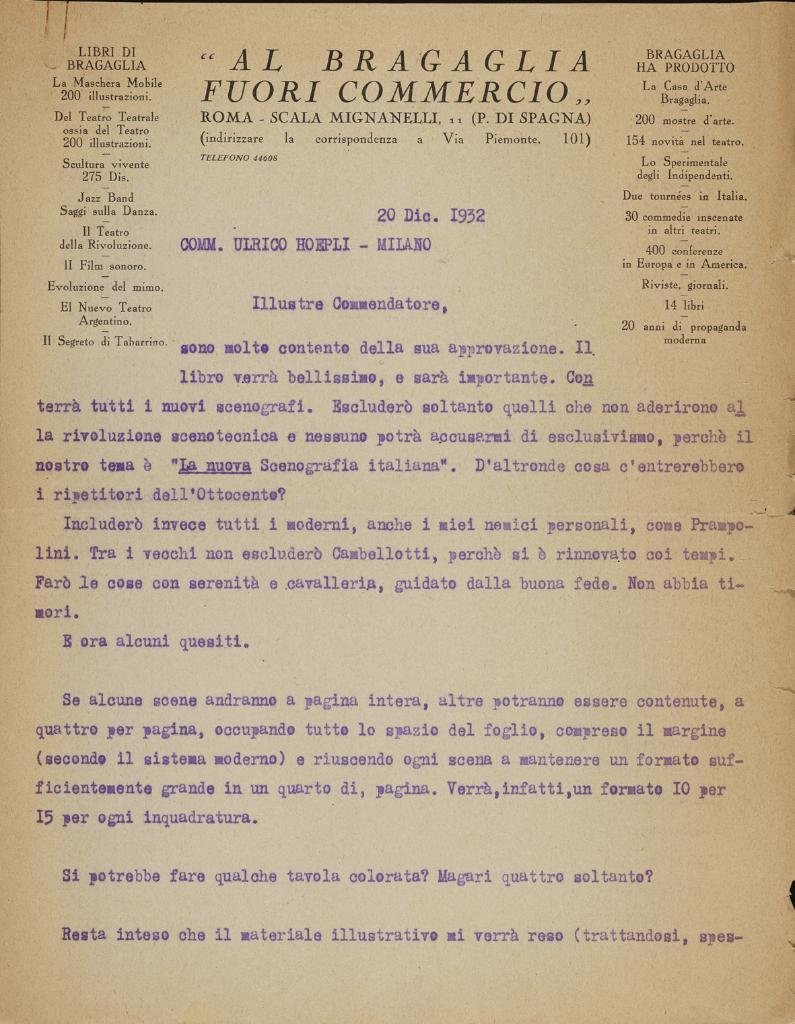 LIBRI DI
BRAGAGLIA
La Maschera Mobile
200 illustrazioni.
Del Teatro Teatrale
ossia del Teatro
200 illustrazioni.
Scultura vivente
275 Dis.
Jazz Band
Saggi sulla Danza.
Il Teatro
della Rivoluzione.
Il Film sonoro.
Evoluzione del mimo.
El Nuevo Teatro
Argentino.
Il Segreto di Tabarrino.
“ AL BRAGAGLIA
FUORI COMMERCIO „
ROMA - SCALA MIGNANELLI, 11 (P. DI SPAGNA)
(indirizzare la corrispondenza a Via Piemonte, 101)
TELEFONO 44608
BRAGAGLIA
HA PRODOTTO
La Casa d'Arte
Bragaglia.
200 mostre d'arte.
154 novità nel teatro.
Lo Sperimentale
degli Indipendenti.
Due tournées in Italia.
30 commedie inscenate
in altri teatri.
400 conferenze
in Europa e in America.
Riviste, giornali.
14 libri
20 anni di propaganda
moderna
20 Dic. 1932
COMM. ULRICO HOEPLI - MILANO
Illustre Commendatore,
sono molto contento della sua approvazione. Il
libro verrà bellissimo, e sarà importante. Con
terrà tutti i nuovi scenografi. Escluderò soltanto quelli che non aderirono al
la rivoluzione scenotecnica e nessuno potrà accusarmi di esclusivismo, perchè il
nostro tema è "La nuova Scenografia italiana". D'altronde cosa c'entrerebbero
i ripetitori dell'Ottocento?
Includerò invece tutti i moderni, anche i miei nemici personali, come Prampo-
lini. Tra i vecchi non escluderò Cambellotti, perchè si è rinnovato coi tempi.
Farò le cose con serenità e cavalleria, guidato dalla buona fede. Non abbia ti-
mori.
E ora alcuni quesiti.
Se alcune scene andranno a pagina intera, altre potranno essere contenute, a
quattro per pagina, occupando tutto lo spazio del foglio, compreso il margine
(secondo il sistema moderno) e riuscendo ogni scena a mantenere un formato suf-
ficientemente grande in un quarto di, pagina. Verrà,infatti,un formato IO per
I5 per ogni inquadratura.
Si potrebbe fare qualche tavola colorata? Magari quattro soltanto?
Resta inteso che il materiale illustrativo mi verrà reso (trattandosi, spes-